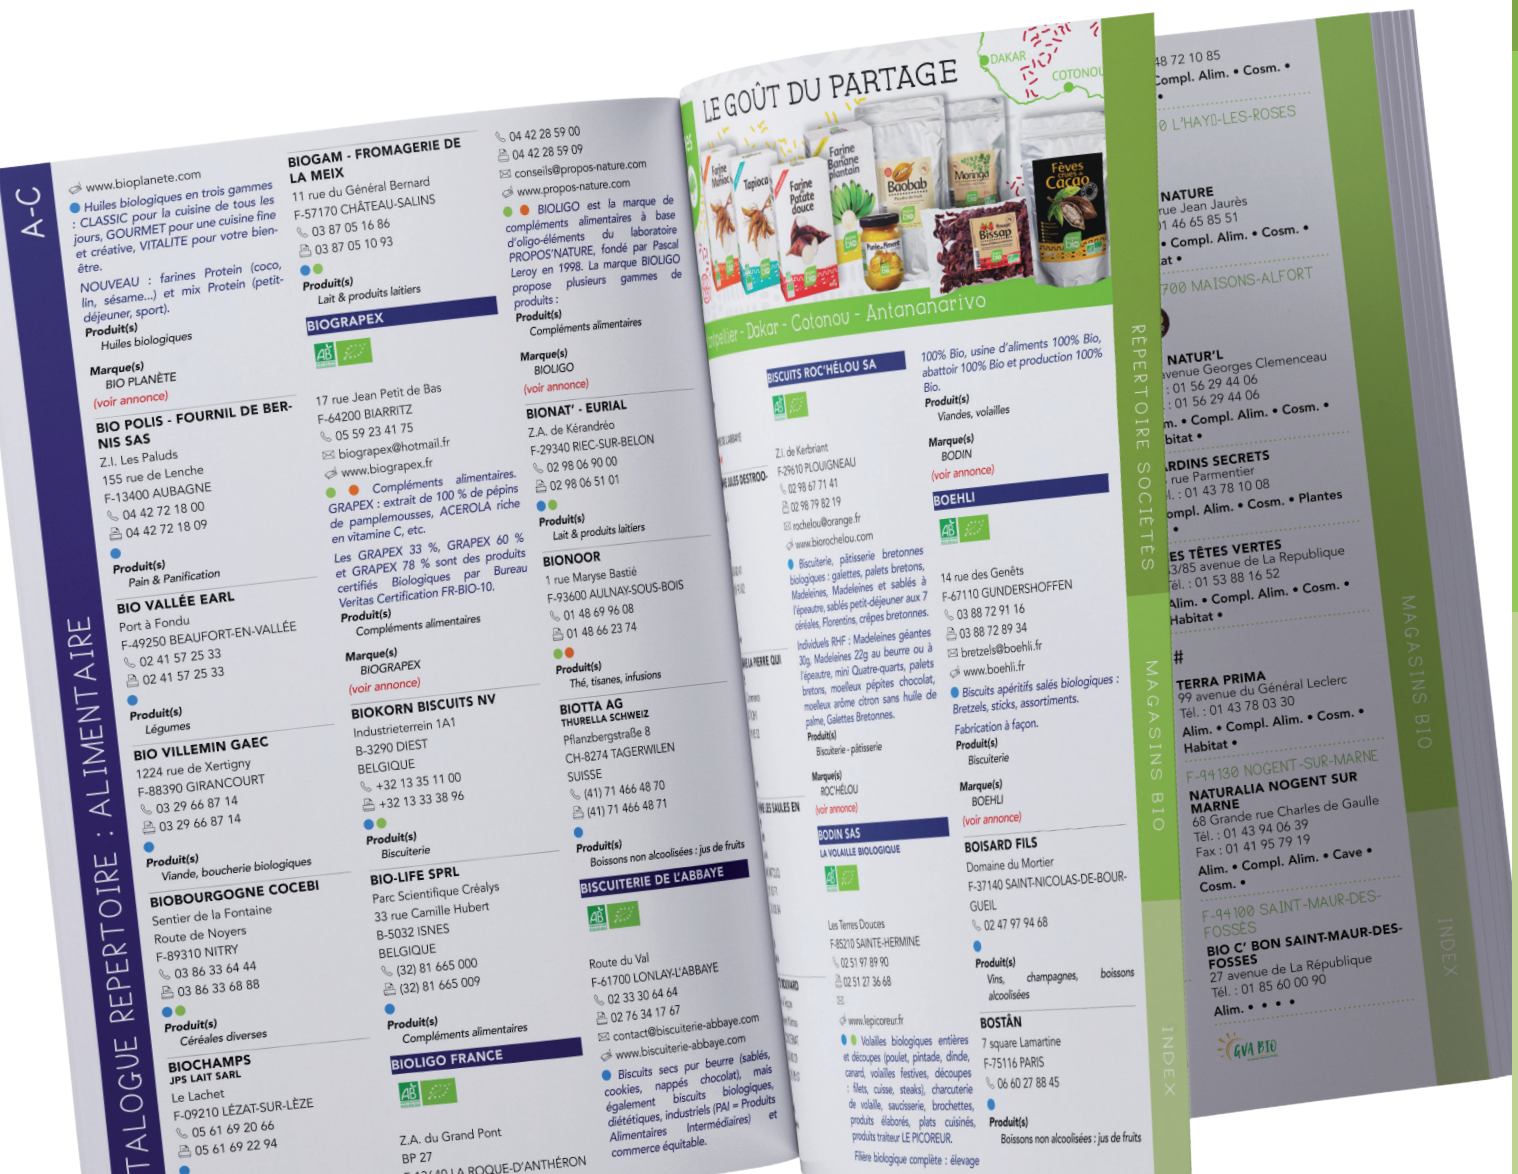 A-C
TALOGUE REPERTOIRE : ALIMENTAIRE
www.bioplanete.com
Huiles biologiques en trois gammes
: CLASSIC pour la cuisine de tous les
jours, GOURMET pour une cuisine fine
et créative, VITALITE pour votre bien-
être.
NOUVEAU : farines Protein (coco,
lin, sésame...) et mix Protein (petit-
déjeuner, sport).
Produit(s)
Huiles biologiques
Marque(s)
BIO PLANÈTE
(voir annonce)
BIO POLIS - FOURNIL DE BER-
NIS SAS
Z.I. Les Paluds
155 rue de Lenche
F-13400 AUBAGNE
04 42 72 18 00
04 42 72 18 09
Produit(s)
Pain & Panification
BIO VALLÉE EARL
Port à Fondu
F-49250 BEAUFORT-EN-VALLÉE
02 41 57 25 33
02 41 57 25 33
Produit(s)
Légumes
BIO VILLEMIN GAEC
1224 rue de Xertigny
F-88390 GIRANCOURT
03 29 66 87 14
03 29 66 87 14
Produit(s)
Viande, boucherie biologiques
BIOBOURGOGNE COCEBI
Sentier de la Fontaine
Route de Noyers
F-89310 NITRY
03 86 33 64 44
03 86 33 68 88
Produit(s)
Céréales diverses
BIOCHAMPS
JPS LAIT SARL
Le Lachet
F-09210 LÉZAT-SUR-LÈZE
05 61 69 20 66
05 61 69 22 94
BIOGAM - FROMAGERIE DE
LA MEIX
11 rue du Général Bernard
F-57170 CHÂTEAU-SALINS
03 87 05 16 86
03 87 05 10 93
Produit(s)
Lait & produits laitiers
BIOGRAPEX
AB
17 rue Jean Petit de Bas
F-64200 BIARRITZ
05 59 23 41 75
biograpex@hotmail.fr
www.biograpex.fr
Compléments alimentaires.
GRAPEX : extrait de 100 % de pépins
de pamplemousses, ACEROLA riche
en vitamine C, etc.
Les GRAPEX 33 %, GRAPEX 60 %
et GRAPEX 78 % sont des produits
certifiés Biologiques par Bureau
Veritas Certification FR-BIO-10.
Produit(s)
Compléments alimentaires
Marque(s)
BIOGRAPEX
(voir annonce)
BIOKORN BISCUITS NV
Industrieterrein 1A1
B-3290 DIEST
BELGIQUE
+32 13 35 11 00
+32 13 33 38 96
Produit(s)
Biscuiterie
BIO-LIFE SPRL
Parc Scientifique Créalys
33 rue Camille Hubert
B-5032 ISNES
BELGIQUE
(32) 81 665 000
(32) 81 665 009
Produit(s)
Compléments alimentaires
BIOLIGO FRANCE
AB
Z.A. du Grand Pont
BP 27
LA ROQUE-D'ANTHÉRON
04 42 28 59 00
04 42 28 59 09
conseils@propos-nature.com
www.propos-nature.com
BIOLIGO est la marque de
compléments alimentaires à base
d'oligo-éléments du laboratoire
PROPOS'NATURE, fondé par Pascal
Leroy en 1998. La marque BIOLIGO
propose plusieurs gammes de
produits :
Produit(s)
Compléments alimentaires
Marque(s)
BIOLIGO
(voir annonce)
BIONAT' - EURIAL
Z.A. de Kérandréo
F-29340 RIEC-SUR-BELON
02 98 06 90 00
02 98 06 51 01
Produit(s)
Lait & produits laitiers
BIONOOR
1 rue Maryse Bastié
F-93600 AULNAY-SOUS-BOIS
01 48 69 96 08
01 48 66 23 74
Produit(s)
Thé, tisanes, infusions
BIOTTA AG
THURELLA SCHWEIZ
Pflanzbergstraße 8
CH-8274 TAGERWILEN
SUISSE
(41) 71 466 48 70
(41) 71 466 48 71
Produit(s)
Boissons non alcoolisées : jus de fruits
BISCUITERIE DE L'ABBAYE
AB
Route du Val
F-61700 LONLAY-L'ABBAYE
02 33 30 64 64
02 76 34 17 67
contact@biscuiterie-abbaye.com
www.biscuiterie-abbaye.com
Biscuits secs pur beurre (sablés,
cookies, nappés chocolat), mais
également biscuits biologiques,
diététiques, industriels (PAI = Produits
Alimentaires Intermédiaires) et
commerce équitable.
LE GOÛT DU PARTAGE
DAKAR
COTONOU
Farine
Manioc
Tapioca
Farine
Patate
douce
Farine
Banane
plantain
Baobab
Moringa
Purée de Piment
Bissap
Fèves
crues de
Cacao
ntpellier - Dakar - Cotonou - Antananarivo
BISCUITS ROC'HÉLOU SA
AB
Z.I. de Kerbriant
F-29610 PLOUIGNEAU
02 98 67 71 41
02 98 79 82 19
rochelou@orange.fr
www.biorochelou.com
Biscuiterie, pâtisserie bretonnes
biologiques : galettes, palets bretons,
Madeleines, Madeleines et sablés à
l'épeautre, sablés petit-déjeuner aux 7
céréales, Florentins, crêpes bretonnes.
Individuels RHF : Madeleines géantes
30g, Madeleines 22g au beurre ou à
l'épeautre, mini Quatre-quarts, palets
bretons, moelleux pépites chocolat,
moelleux arôme citron sans huile de
palme, Galettes Bretonnes.
Produit(s)
Biscuiterie - pâtisserie
Marque(s)
ROC'HÉLOU
(voir annonce)
BODIN SAS
LA VOLAILLE BIOLOGIQUE
AB
Les Terres Douces
F-85210 SAINTE-HERMINE
02 51 97 89 90
02 51 27 36 68
www.lepicoreur.fr
Volailles biologiques entières
et découpes (poulet, pintade, dinde,
canard, volailles festives, découpes
: filets, cuisse, steaks), charcuterie
de volaille, saucisserie, brochettes,
produits élaborés, plats cuisinés,
produits traiteur LE PICOREUR.
Filière biologique complète : élevage
100% Bio, usine d'aliments 100% Bio,
abattoir 100% Bio et production 100%
Bio.
Produit(s)
Viandes, volailles
Marque(s)
BODIN
(voir annonce)
BOEHLI
AB
14 rue des Genêts
F-67110 GUNDERSHOFFEN
03 88 72 91 16
03 88 72 89 34
bretzels@boehli.fr
www.boehli.fr
Biscuits apéritifs salés biologiques :
Bretzels, sticks, assortiments.
Fabrication à façon.
Produit(s)
Biscuiterie
Marque(s)
BOEHLI
(voir annonce)
BOISARD FILS
Domaine du Mortier
F-37140 SAINT-NICOLAS-DE-BOUR-
GUEIL
02 47 97 94 68
Produit(s)
Vins, champagnes, boissons
alcoolisées
BOSTÂN
7 square Lamartine
F-75116 PARIS
06 60 27 88 45
Produit(s)
Boissons non alcoolisées : jus de fruits
RÉPERTOIRE SOCIÉTÉS
MAGASINS BIO
INDEX
48 72 10 85
Compl. Alim. • Cosm. •
0 L'HAY-LES-ROSES
NATURE
rue Jean Jaurès
01 46 65 85 51
• Compl. Alim. • Cosm. •
at •
700 MAISONS-ALFORT
NATUR'L
avenue Georges Clemenceau
: 01 56 29 44 06
: 01 56 29 44 06
m. • Compl. Alim. • Cosm. •
bitat •
ARDINS SECRETS
rue Parmentier
l. : 01 43 78 10 08
ompl. Alim. • Cosm. • Plantes
•
ES TÊTES VERTES
3/85 avenue de La Republique
Tél. : 01 53 88 16 52
Alim. • Compl. Alim. • Cosm. •
Habitat •
#
TERRA PRIMA
99 avenue du Général Leclerc
Tél. : 01 43 78 03 30
Alim. • Compl. Alim. • Cosm. •
Habitat •
F-94130 NOGENT-SUR-MARNE
NATURALIA NOGENT SUR
MARNE
68 Grande rue Charles de Gaulle
Tél. : 01 43 94 06 39
Fax : 01 41 95 79 19
Alim. • Compl. Alim. • Cave •
Cosm. •
F-94100 SAINT-MAUR-DES-
FOSSÉS
BIO C' BON SAINT-MAUR-DES-
FOSSES
27 avenue de La République
Tél. : 01 85 60 00 90
Alim. • • • •
GVA BIO
MAGASINS BIO
INDEX